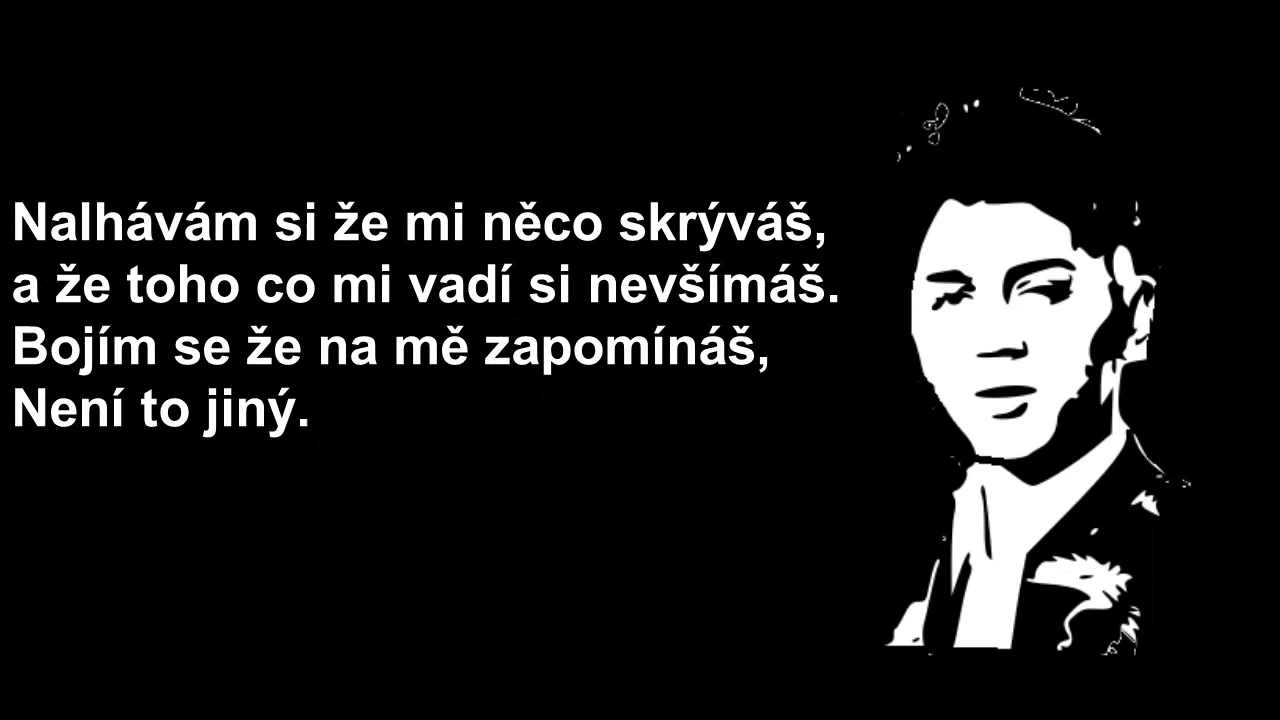 Nalhávám si že mi něco skrýváš,
a že toho co mi vadí si nevšímáš.
Bojím se že na mě zapomínáš,
Není to jiný.